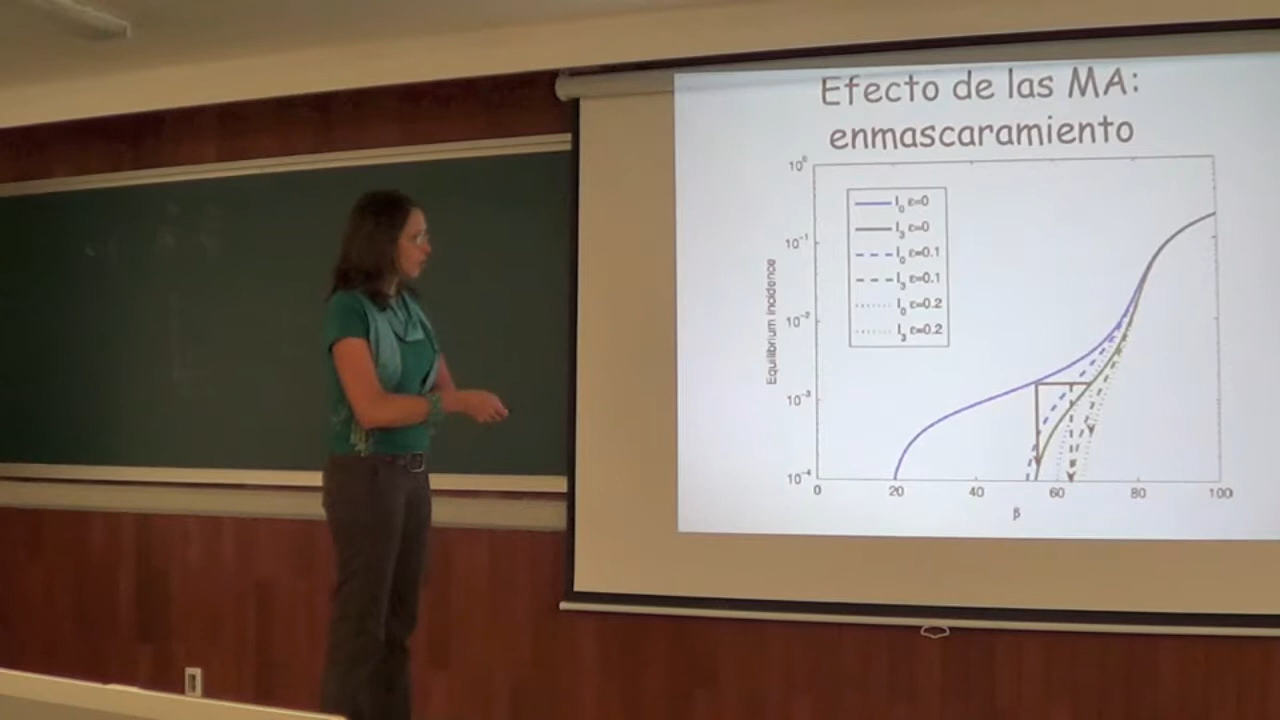 Efecto de las MA:
enmascaramiento
10⁰
10⁻¹
10⁻²
10⁻³
10⁻⁴
Equilibrium incidence
I₀ ε=0
I₃ ε=0
I₀ ε=0.1
I₃ ε=0.1
I₀ ε=0.2
I₃ ε=0.2
0 20 40 60 80 100
β